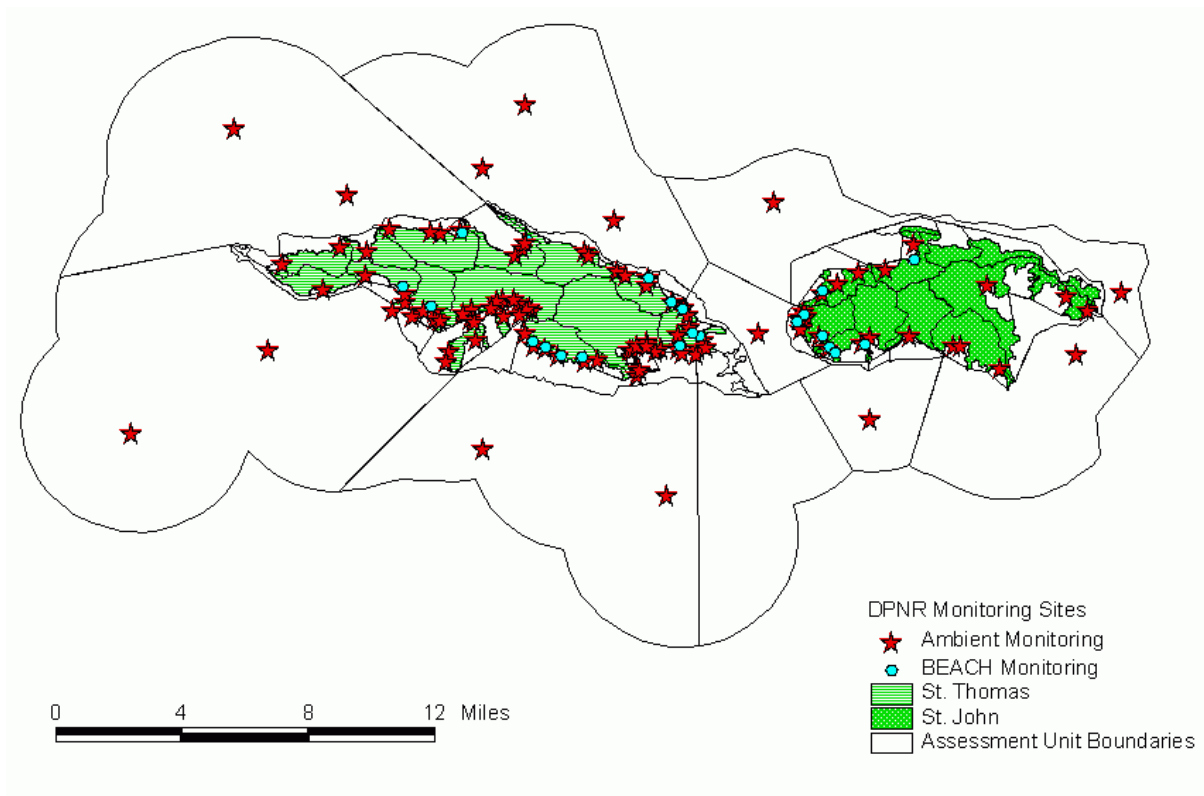 DPNR Monitoring Sites
Ambient Monitoring
BEACH Monitoring
St. Thomas
St. John
Assessment Unit Boundaries
0 4 8 12 Miles